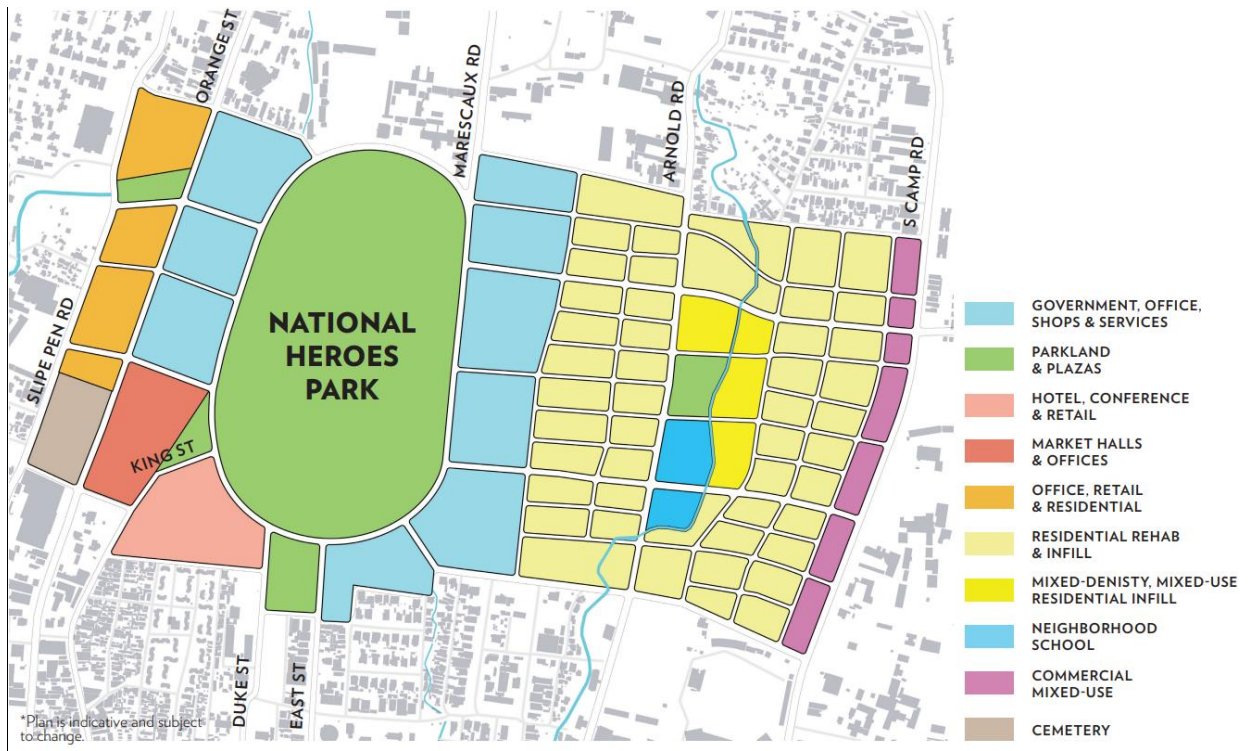 ORANGE ST
MARESCAUX RD
ARNOLD RD
S CAMP RD
SLIPE PEN RD
NATIONAL
HEROES
PARK
KING ST
DUKE ST
EAST ST
*Plan is indicative and subject
to change.
GOVERNMENT, OFFICE,
SHOPS & SERVICES
PARKLAND
& PLAZAS
HOTEL, CONFERENCE
& RETAIL
MARKET HALLS
& OFFICES
OFFICE, RETAIL
& RESIDENTIAL
RESIDENTIAL REHAB
& INFILL
MIXED-DENISTY, MIXED-USE
RESIDENTIAL INFILL
NEIGHBORHOOD
SCHOOL
COMMERCIAL
MIXED-USE
CEMETERY